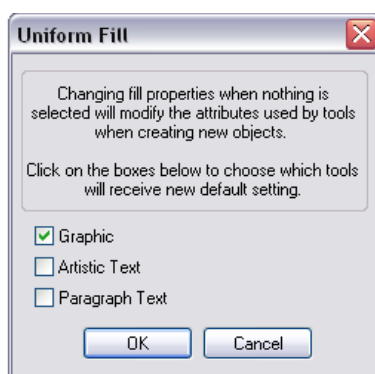 Uniform Fill
Changing fill properties when nothing is
selected will modify the attributes used by tools
when creating new objects.
Click on the boxes below to choose which tools
will receive new default setting.
Graphic
Artistic Text
Paragraph Text
OK
Cancel